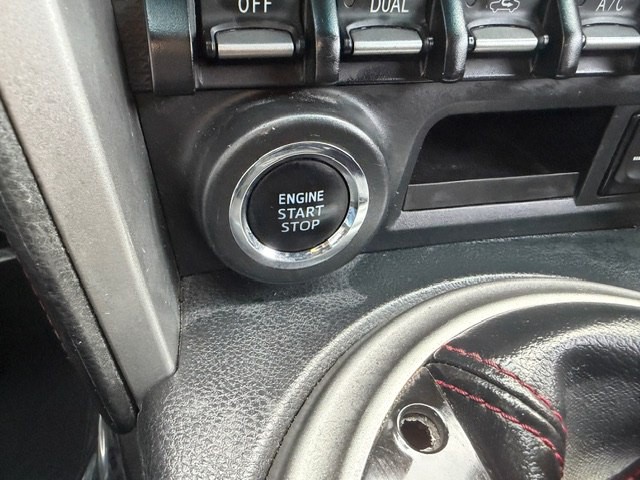 OFF
DUAL
A/C
ENGINE
START
STOP